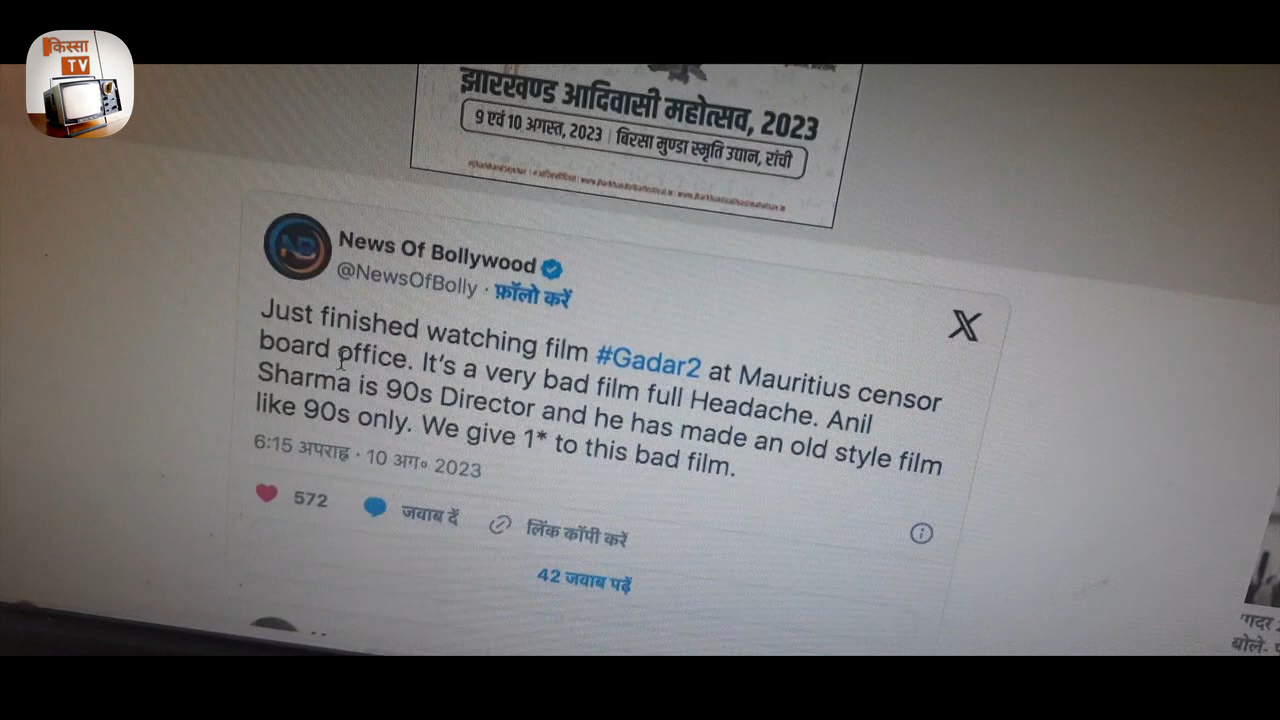 किस्सा
TV
झारखण्ड आदिवासी महोत्सव, 2023
9 एवं 10 अगस्त, 2023 | बिरसा मुण्डा स्मृति उद्यान, रांची
News Of Bollywood
@NewsOfBolly · फ़ॉलो करें
X
Just finished watching film #Gadar2 at Mauritius censor
board office. It's a very bad film full Headache. Anil
Sharma is 90s Director and he has made an old style film
like 90s only. We give 1* to this bad film.
6:15 अपराह्न · 10 अग॰ 2023
572 जवाब दें लिंक कॉपी करें
42 जवाब पढ़ें
'गदर
बोले-